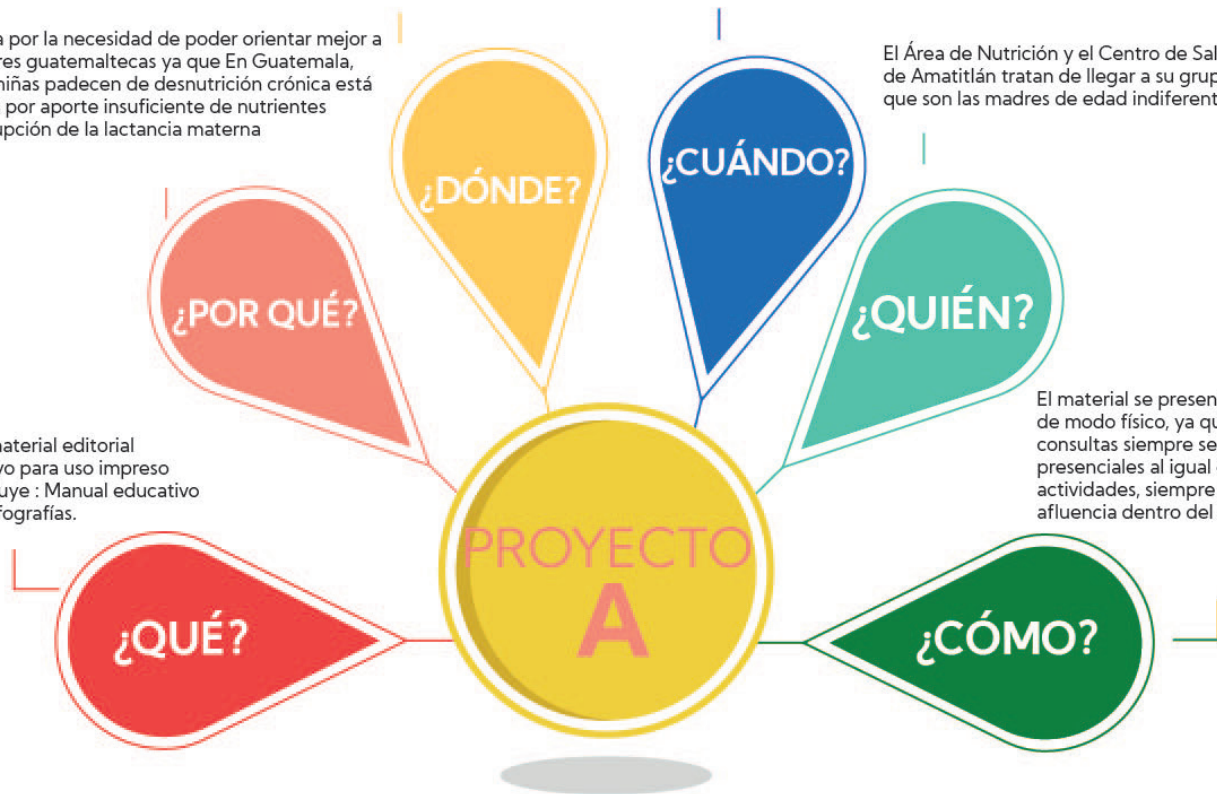 a por la necesidad de poder orientar mejor a
res guatemaltecas ya que En Guatemala,
niñas padecen de desnutrición crónica está
por aporte insuficiente de nutrientes
upción de la lactancia materna
El Área de Nutrición y el Centro de Sal
de Amatitlán tratan de llegar a su grup
que son las madres de edad indiferent
¿DÓNDE?
¿CUÁNDO?
¿POR QUÉ?
¿QUIÉN?
naterial editorial
vo para uso impreso
uye : Manual educativo
fografías.
El material se presen
de modo físico, ya qu
consultas siempre se
presenciales al igual
actividades, siempre
afluencia dentro del
PROYECTO
A
¿QUÉ?
¿CÓMO?